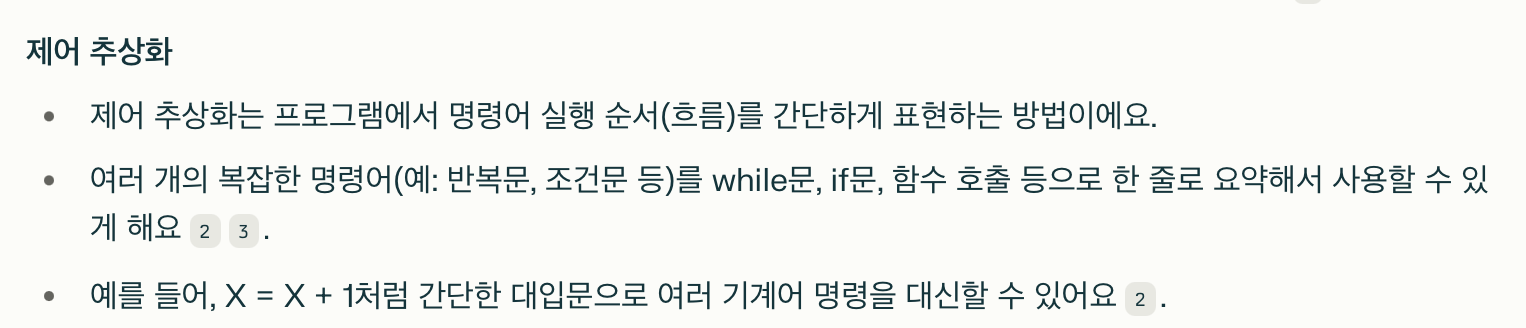 제어 추상화
• 제어 추상화는 프로그램에서 명령어 실행 순서(흐름)를 간단하게 표현하는 방법이에요.
• 여러 개의 복잡한 명령어(예: 반복문, 조건문 등)를 while문, if문, 함수 호출 등으로 한 줄로 요약해서 사용할 수 있
게 해요 2 3 .
• 예를 들어, X = X + 1처럼 간단한 대입문으로 여러 기계어 명령을 대신할 수 있어요 2 .